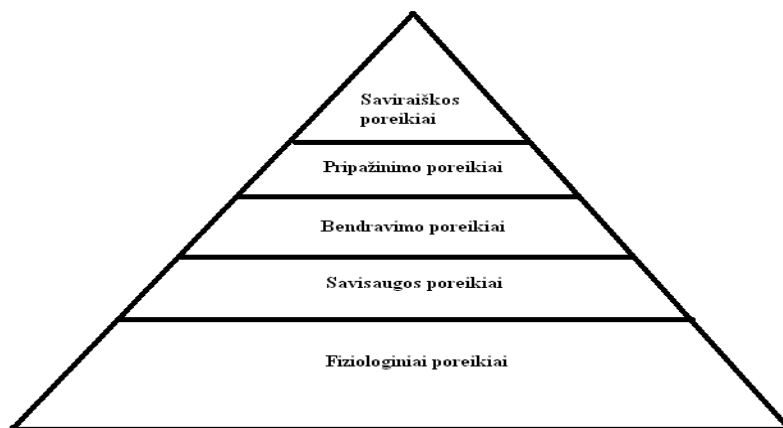 Saviraiškos
poreikiai
Pripažinimo poreikiai
Bendravimo poreikiai
Savisaugos poreikiai
Fiziologiniai poreikiai